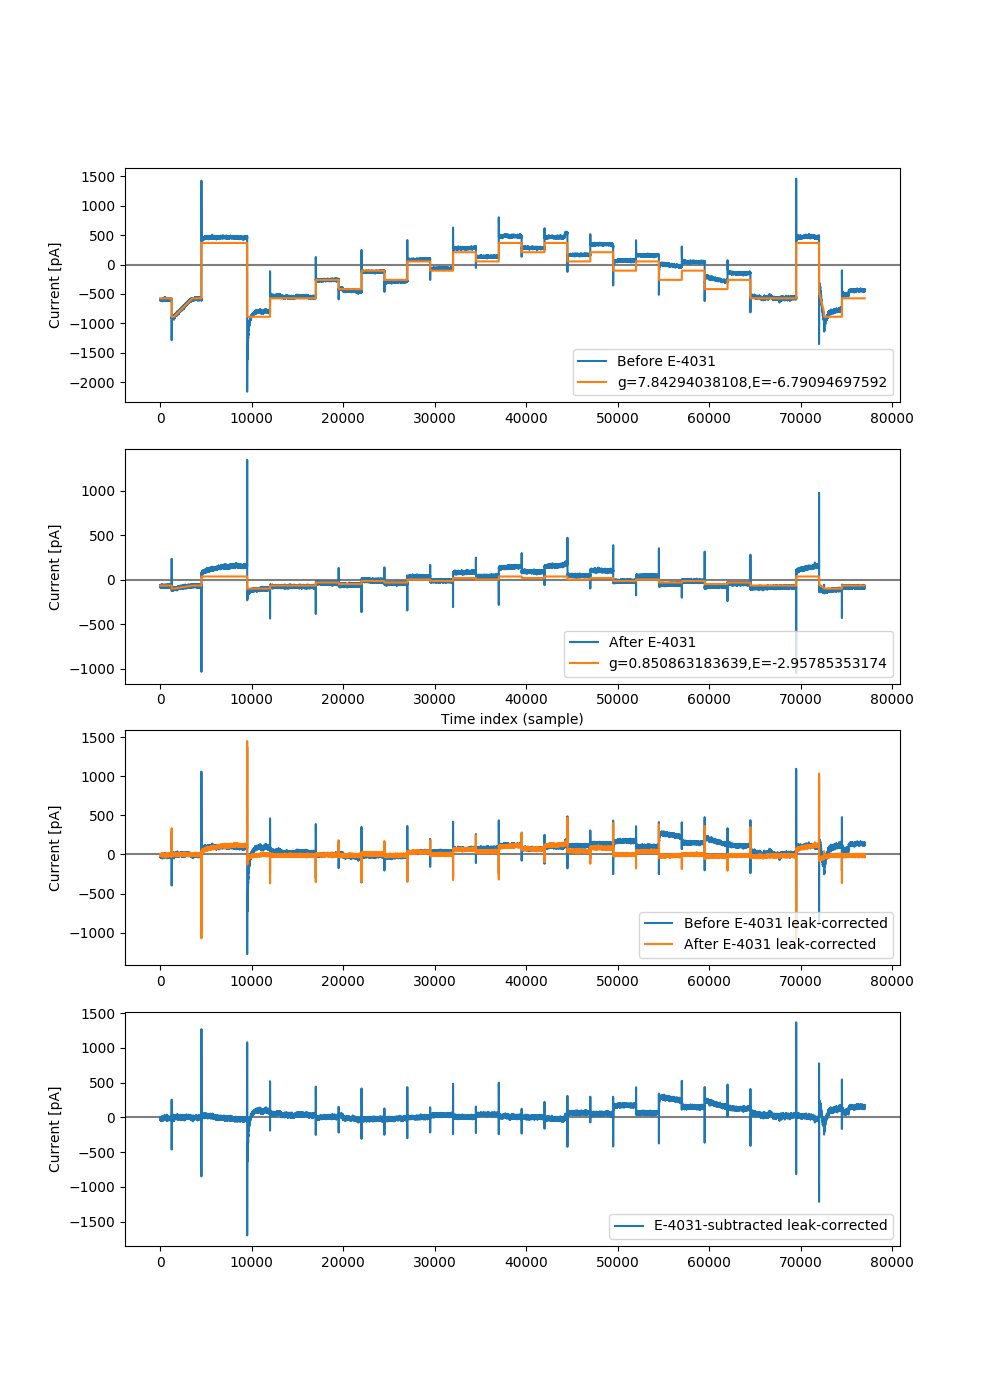 1500
1000
500
0
−500
−1000
−1500
−2000
Current [pA]
Before E-4031
g=7.84294038108,E=-6.79094697592
0 10000 20000 30000 40000 50000 60000 70000 80000
1000
500
0
−500
−1000
Current [pA]
After E-4031
g=0.850863183639,E=-2.95785353174
0 10000 20000 30000 40000 50000 60000 70000 80000
Time index (sample)
1500
1000
500
0
−500
−1000
Current [pA]
Before E-4031 leak-corrected
After E-4031 leak-corrected
0 10000 20000 30000 40000 50000 60000 70000 80000
1500
1000
500
0
−500
−1000
−1500
Current [pA]
E-4031-subtracted leak-corrected
0 10000 20000 30000 40000 50000 60000 70000 80000